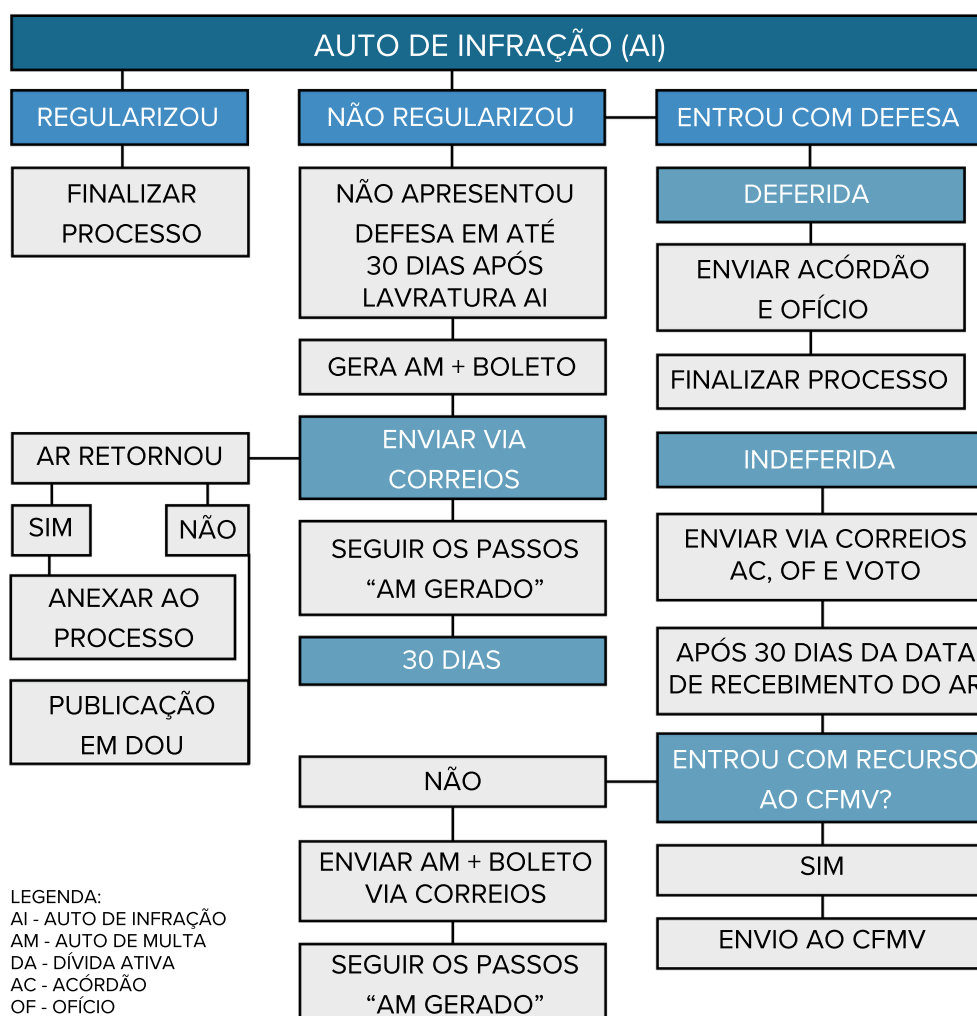 AUTO DE INFRAÇÃO (AI)
REGULARIZOU
FINALIZAR
PROCESSO
NÃO REGULARIZOU
NÃO APRESENTOU
DEFESA EM ATÉ
30 DIAS APÓS
LAVRATURA AI
GERA AM + BOLETO
ENVIAR VIA
CORREIOS
AR RETORNOU
SIM
NÃO
ANEXAR AO
PROCESSO
PUBLICAÇÃO
EM DOU
SEGUIR OS PASSOS
“AM GERADO”
30 DIAS
ENTROU COM DEFESA
DEFERIDA
ENVIAR ACÓRDÃO
E OFÍCIO
FINALIZAR PROCESSO
INDEFERIDA
ENVIAR VIA CORREIOS
AC, OF E VOTO
APÓS 30 DIAS DA DATA
DE RECEBIMENTO DO AR
ENTROU COM RECURSO
AO CFMV?
NÃO
ENVIAR AM + BOLETO
VIA CORREIOS
SEGUIR OS PASSOS
“AM GERADO”
SIM
ENVIO AO CFMV
LEGENDA:
AI - AUTO DE INFRAÇÃO
AM - AUTO DE MULTA
DA - DÍVIDA ATIVA
AC - ACÓRDÃO
OF - OFÍCIO